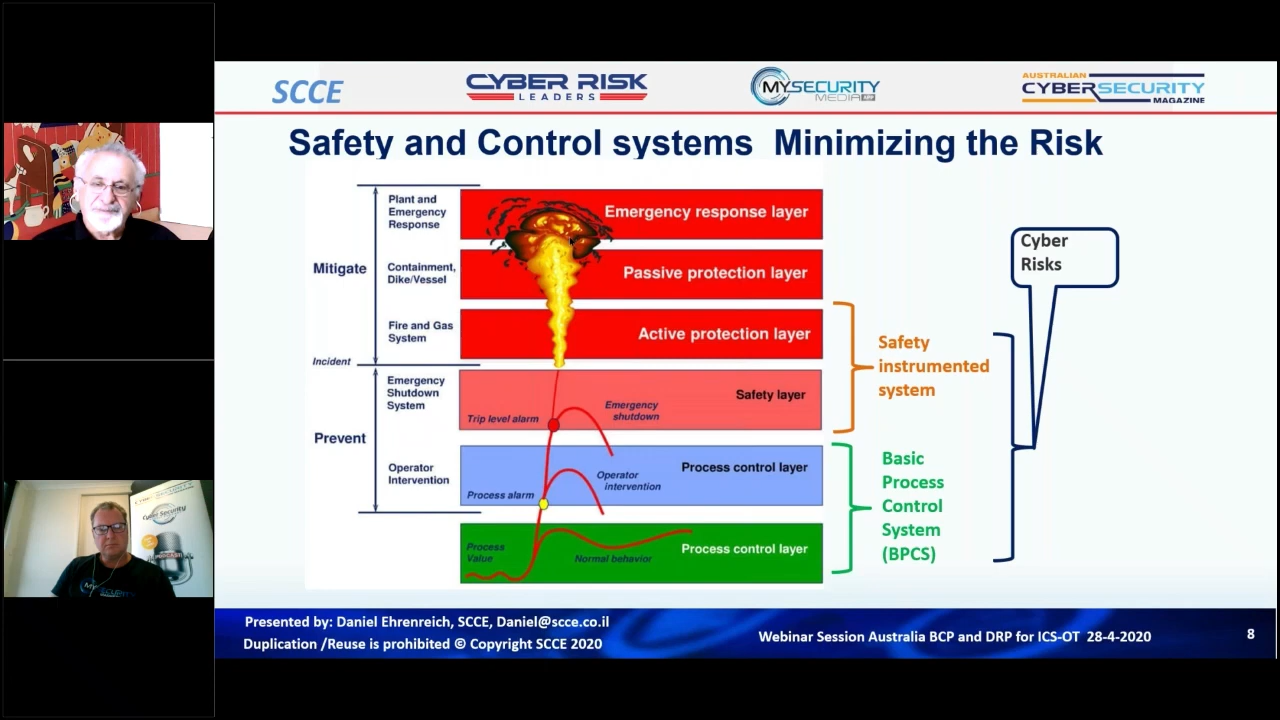 SCCE
CYBER RISK
LEADERS
MYSECURITY
MEDIA
AUSTRALIAN
CYBERSECURITY
MAGAZINE
Safety and Control systems  Minimizing the Risk
Mitigate
Plant and
Emergency
Response
Emergency response layer
Containment,
Dike/Vessel
Passive protection layer
Fire and Gas
System
Active protection layer
Incident
Prevent
Emergency
Shutdown
System
Safety layer
Trip level alarm
Emergency
shutdown
Operator
Intervention
Process control layer
Process alarm
Operator
intervention
Process
Value
Normal behavior
Process control layer
Safety
instrumented
system
Basic
Process
Control
System
(BPCS)
Cyber
Risks
Cyber Security
PODCAST
MYSECURITY
Presented by: Daniel Ehrenreich, SCCE, Daniel@scce.co.il
Duplication /Reuse is prohibited © Copyright SCCE 2020
Webinar Session Australia BCP and DRP for ICS-OT  28-4-2020
8